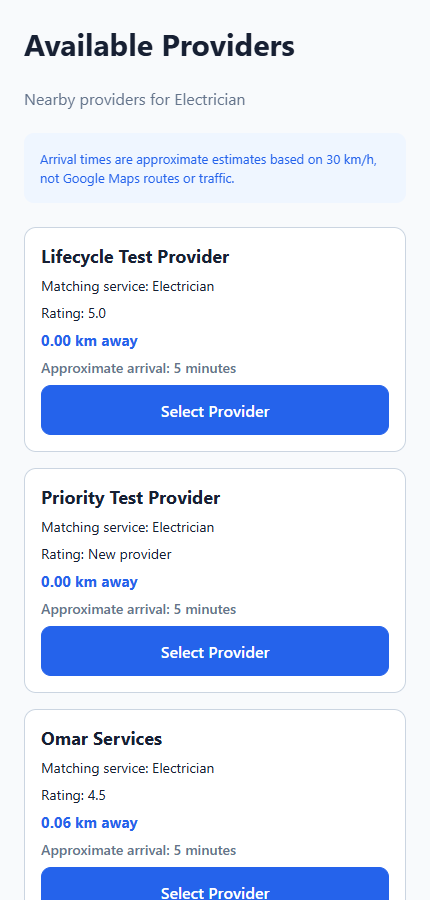 Available Providers
Nearby providers for Electrician
Arrival times are approximate estimates based on 30 km/h,
not Google Maps routes or traffic.
Lifecycle Test Provider
Matching service: Electrician
Rating: 5.0
0.00 km away
Approximate arrival: 5 minutes
Select Provider
Priority Test Provider
Matching service: Electrician
Rating: New provider
0.00 km away
Approximate arrival: 5 minutes
Select Provider
Omar Services
Matching service: Electrician
Rating: 4.5
0.06 km away
Approximate arrival: 5 minutes
Select Provider